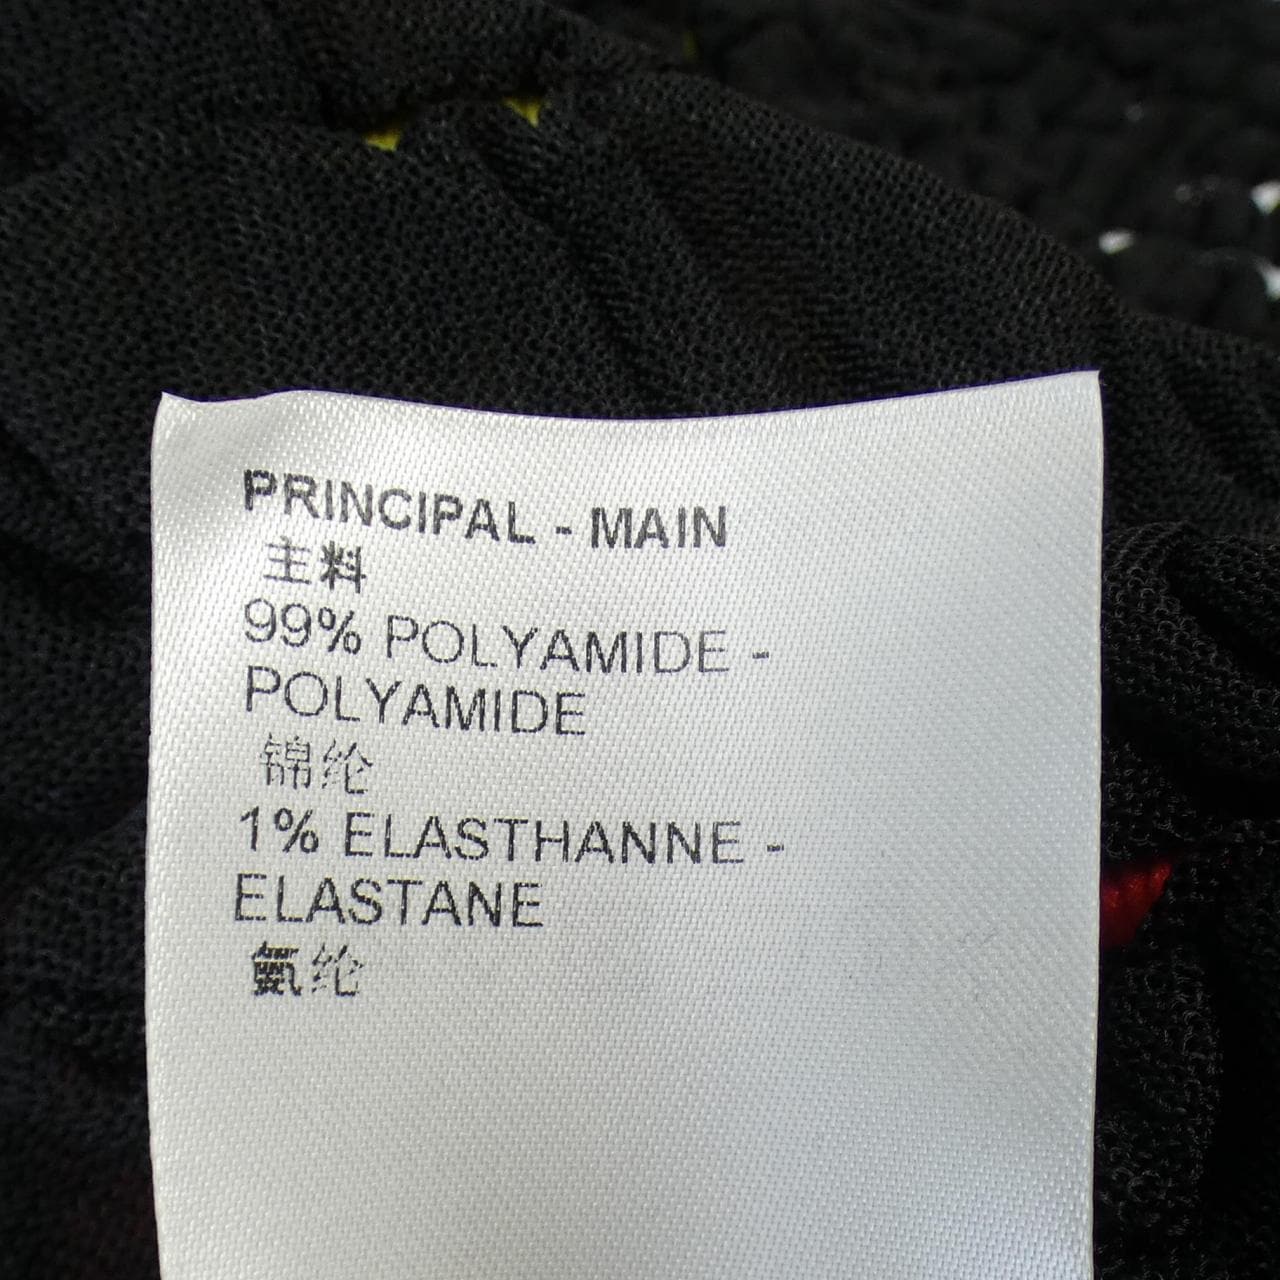 PRINCIPAL - MAIN
主料
99% POLYAMIDE -
POLYAMIDE
锦纶
1% ELASTHANNE -
ELASTANE
氨纶